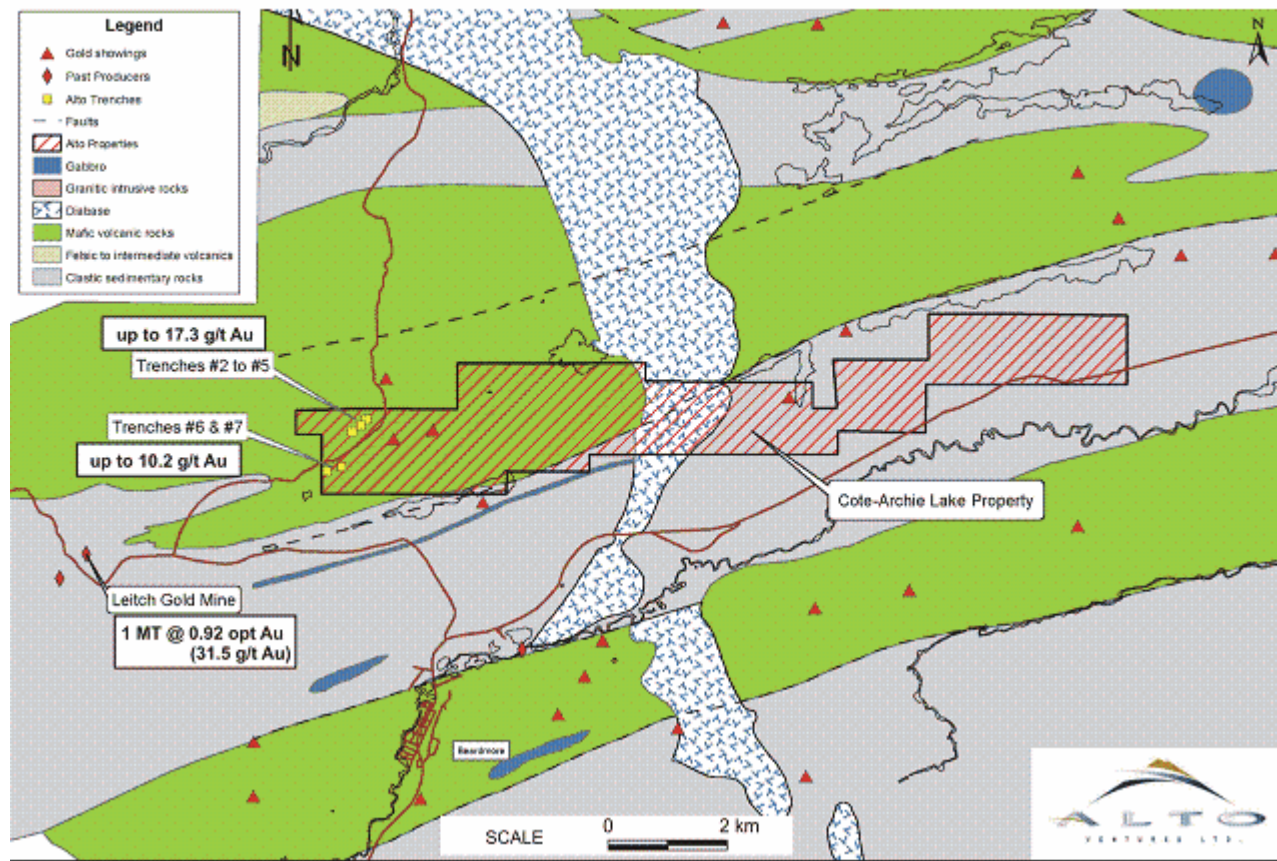 Legend
Gold showings
Past Producers
Alto Trenches
Faults
Alto Properties
Gabbro
Granitic intrusive rocks
Diabase
Mafic volcanic rocks
Felsic to intermediate volcanics
Clastic sedimentary rocks
N
N
up to 17.3 g/t Au
Trenches #2 to #5
Trenches #6 & #7
up to 10.2 g/t Au
Cote-Archie Lake Property
Leitch Gold Mine
1 MT @ 0.92 opt Au
(31.5 g/t Au)
Beardmore
SCALE
0 2 km
ALTO
VENTURES LTD.